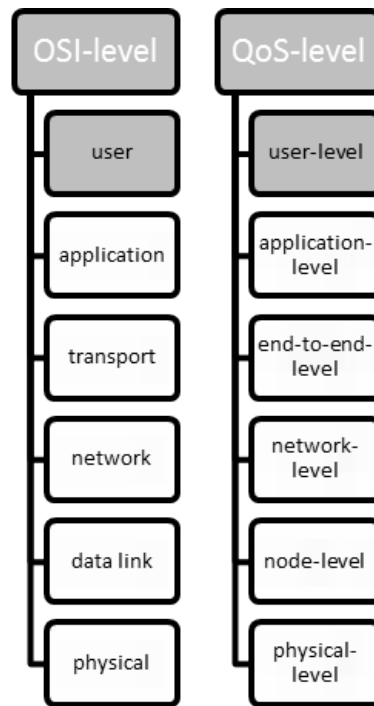 OSI-level
user
application
transport
network
data link
physical
QoS-level
user-level
application-
level
end-to-end-
level
network-
level
node-level
physical-
level